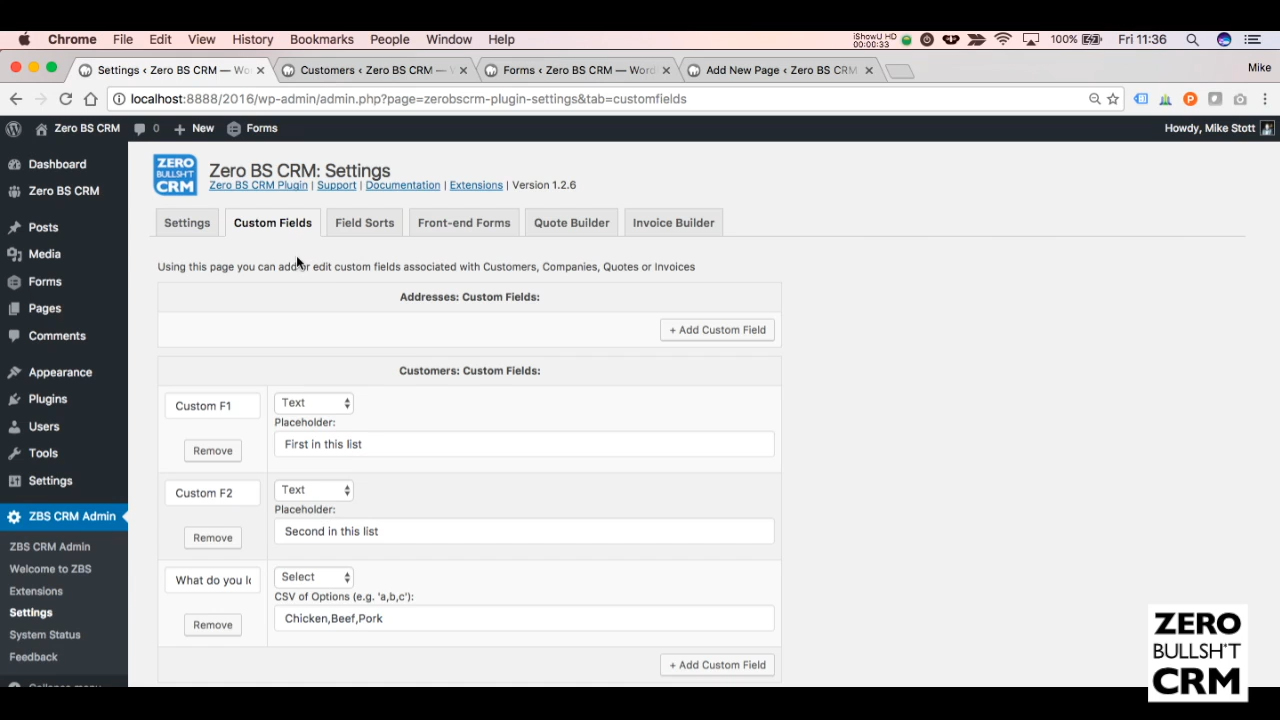 Chrome File Edit View History Bookmarks People Window Help iShowU HD 00:00:33 100% Fri 11:36
Settings ‹ Zero BS CRM — Wo Customers ‹ Zero BS CRM — Forms ‹ Zero BS CRM — Word Add New Page ‹ Zero BS CRM Mike
localhost:8888/2016/wp-admin/admin.php?page=zerobscrm-plugin-settings&tab=customfields
Zero BS CRM 0 + New Forms Howdy, Mike Stott
Dashboard
Zero BS CRM
Posts
Media
Forms
Pages
Comments
Appearance
Plugins
Users
Tools
Settings
ZBS CRM Admin
ZBS CRM Admin
Welcome to ZBS
Extensions
Settings
System Status
Feedback
Collapse menu
ZERO
BULLSH*T
CRM
Zero BS CRM: Settings
Zero BS CRM Plugin | Support | Documentation | Extensions | Version 1.2.6
Settings Custom Fields Field Sorts Front-end Forms Quote Builder Invoice Builder
Using this page you can add or edit custom fields associated with Customers, Companies, Quotes or Invoices
Addresses: Custom Fields:
+ Add Custom Field
Customers: Custom Fields:
Custom F1 Text
Placeholder:
First in this list
Remove
Custom F2 Text
Placeholder:
Second in this list
Remove
What do you lo Select
CSV of Options (e.g. 'a,b,c'):
Chicken,Beef,Pork
Remove
+ Add Custom Field
ZERO
BULLSH*T
CRM